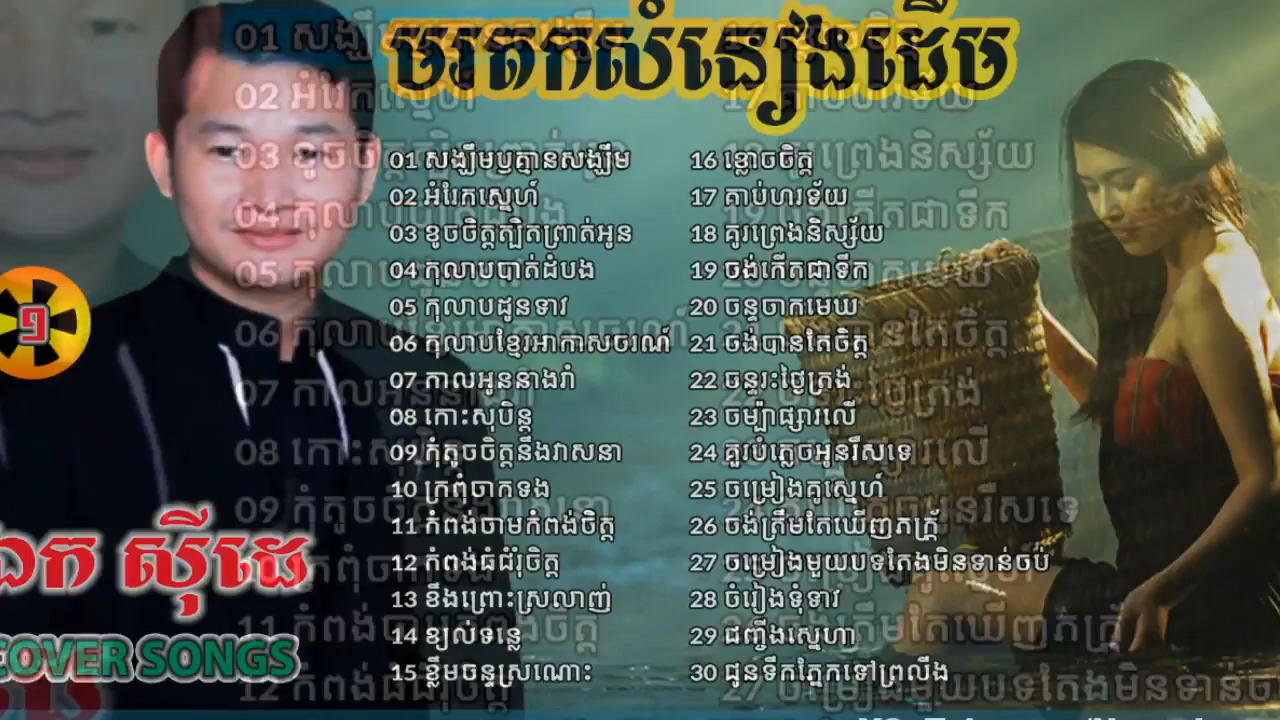 មរតកសំនៀងដើម
01 សង្ឃឹមឬគ្មានសង្ឃឹម
02 អំរែកស្នេហ៍
03 ខូចចិត្តត្បិតព្រាត់អូន
04 កុលាបបាត់ដំបង
05 កុលាបដូនទាវ
06 កុលាបខ្មែរអាកាសចរណ៍
07 កាលអូននាងរាំ
08 កោះសុបិន្ត
09 កុំតូចចិត្តនឹងវាសនា
10 ក្រពុំចាកទង
11 កំពង់ចាមកំពង់ចិត្ត
12 កំពង់ធំជំរុំចិត្ត
13 ខឹងព្រោះស្រលាញ់
14 ខ្យល់ទន្លេ
15 ខ្លឹមចន្ទស្រណោះ
16 ខ្មោចចិត្ត
17 គាប់ហរទ័យ
18 គូរព្រេងនិស្ស័យ
19 ចង់កើតជាទឹក
20 ចន្ទចាកមេឃ
21 ចង់បានតែចិត្ត
22 ចន្ទរះថ្ងៃត្រង់
23 ចម្ប៉ាផ្សារលើ
24 គួរបំភ្លេចអូនរឺសទេ
25 ចម្រៀងគូស្នេហ៍
26 ចង់ត្រឹមតែឃើញភក្ត្រ័
27 ចម្រៀងមួយបទតែងមិនទាន់ចប់
28 ចំរៀងទុំទាវ
29 ជញ្ជីងស្នេហា
30 ជូនទឹកភ្នែកទៅព្រលឹង
១
ឯក ស៊ីដេ
COVER SONGS